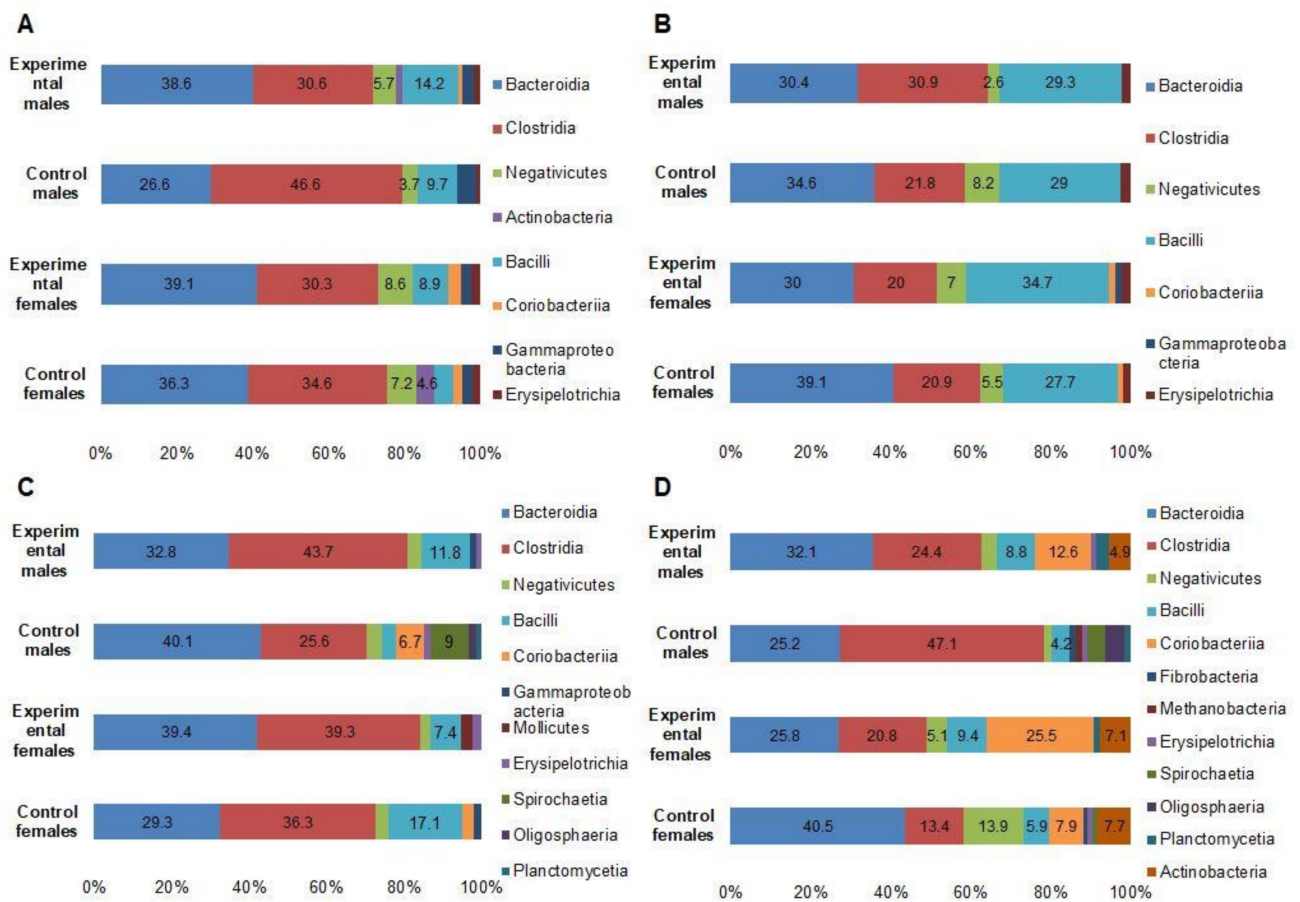 A
Experime
ntal
males
38.6 30.6 5.7 14.2
Control
males
26.6 46.6 3.7 9.7
Experime
ntal
females
39.1 30.3 8.6 8.9
Control
females
36.3 34.6 7.2 4.6
0% 20% 40% 60% 80% 100%
Bacteroidia
Clostridia
Negativicutes
Actinobacteria
Bacilli
Coriobacteriia
Gammaproteo
bacteria
Erysipelotrichia
B
Experim
ental
males
30.4 30.9 2.6 29.3
Control
males
34.6 21.8 8.2 29
Experim
ental
females
30 20 7 34.7
Control
females
39.1 20.9 5.5 27.7
0% 20% 40% 60% 80% 100%
Bacteroidia
Clostridia
Negativicutes
Bacilli
Coriobacteriia
Gammaproteoba
cteria
Erysipelotrichia
C
Experim
ental
males
32.8 43.7 11.8
Control
males
40.1 25.6 6.7 9
Experim
ental
females
39.4 39.3 7.4
Control
females
29.3 36.3 17.1
0% 20% 40% 60% 80% 100%
Bacteroidia
Clostridia
Negativicutes
Bacilli
Coriobacteriia
Gammaproteob
acteria
Mollicutes
Erysipelotrichia
Spirochaetia
Oligosphaeria
Planctomycetia
D
Experim
ental
males
32.1 24.4 8.8 12.6 4.9
Control
males
25.2 47.1 4.2
Experim
ental
females
25.8 20.8 5.1 9.4 25.5 7.1
Control
females
40.5 13.4 13.9 5.9 7.9 7.7
0% 20% 40% 60% 80% 100%
Bacteroidia
Clostridia
Negativicutes
Bacilli
Coriobacteriia
Fibrobacteria
Methanobacteria
Erysipelotrichia
Spirochaetia
Oligosphaeria
Planctomycetia
Actinobacteria